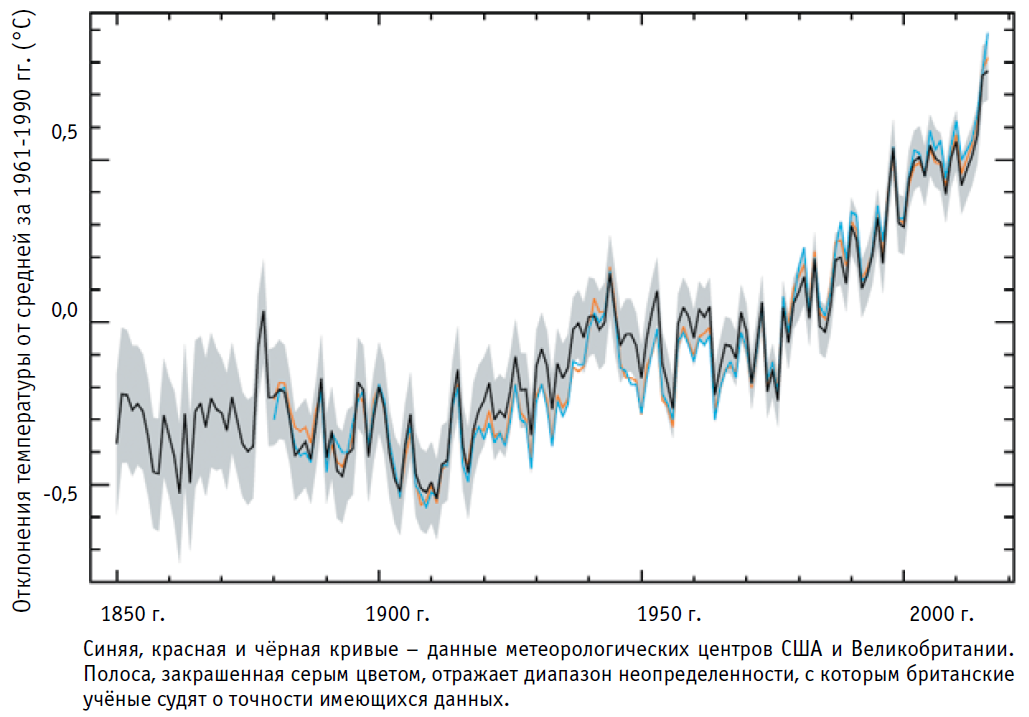 Отклонения температуры от средней за 1961-1990 гг. (°C)
0,5
0,0
-0,5
1850 г.
1900 г.
1950 г.
2000 г.
Синяя, красная и чёрная кривые – данные метеорологических центров США и Великобритании.
Полоса, закрашенная серым цветом, отражает диапазон неопределенности, с которым британские
учёные судят о точности имеющихся данных.